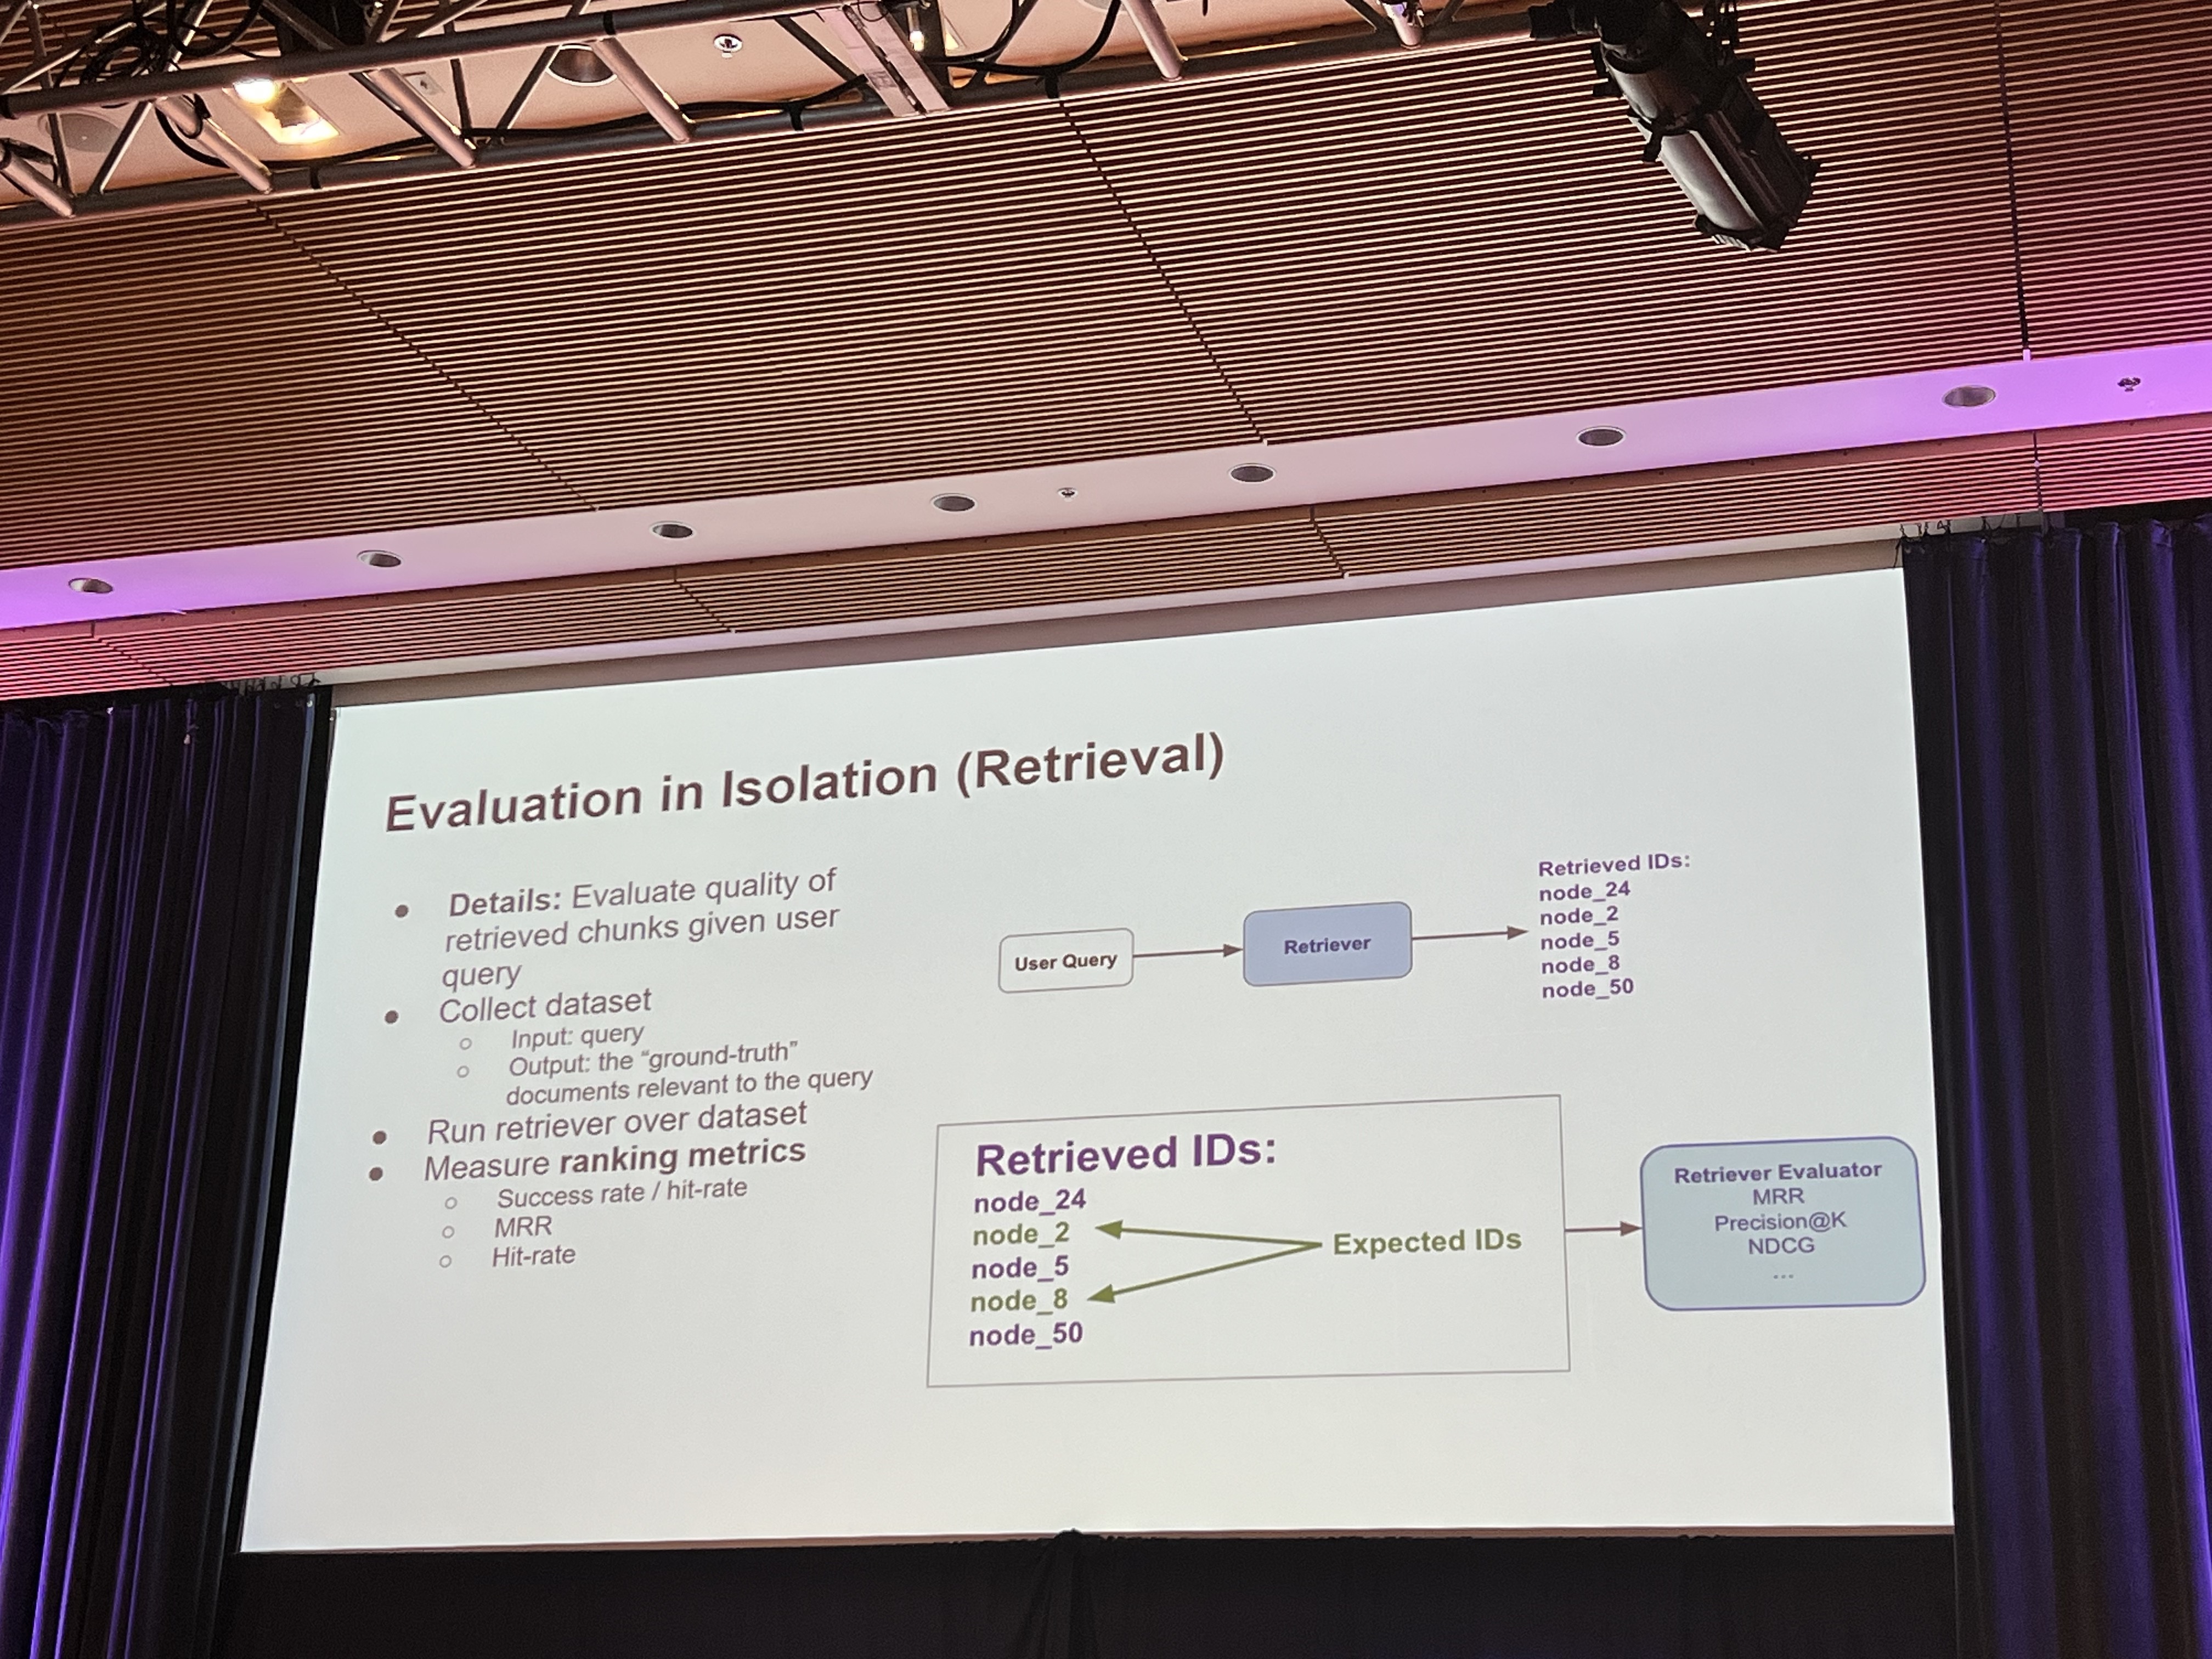 Evaluation in Isolation (Retrieval)
Details: Evaluate quality of
retrieved chunks given user
query
Collect dataset
Input: query
Output: the “ground-truth”
documents relevant to the query
Run retriever over dataset
Measure ranking metrics
Success rate / hit-rate
MRR
Hit-rate
User Query
Retriever
Retrieved IDs:
node_24
node_2
node_5
node_8
node_50
Retrieved IDs:
node_24
node_2
node_5
node_8
node_50
Expected IDs
Retriever Evaluator
MRR
Precision@K
NDCG
...